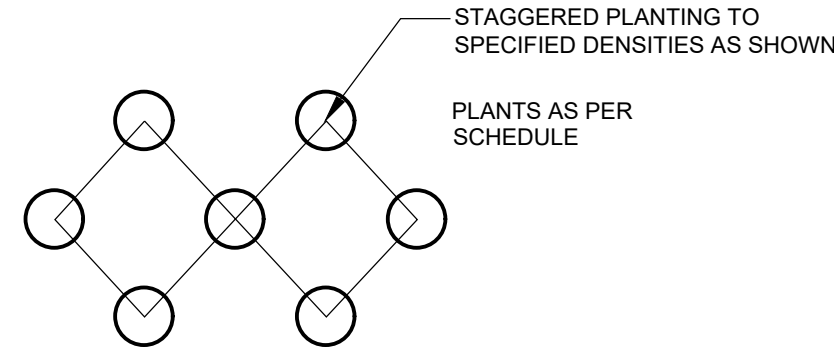 STAGGERED PLANTING TO
SPECIFIED DENSITIES AS SHOWN
PLANTS AS PER
SCHEDULE